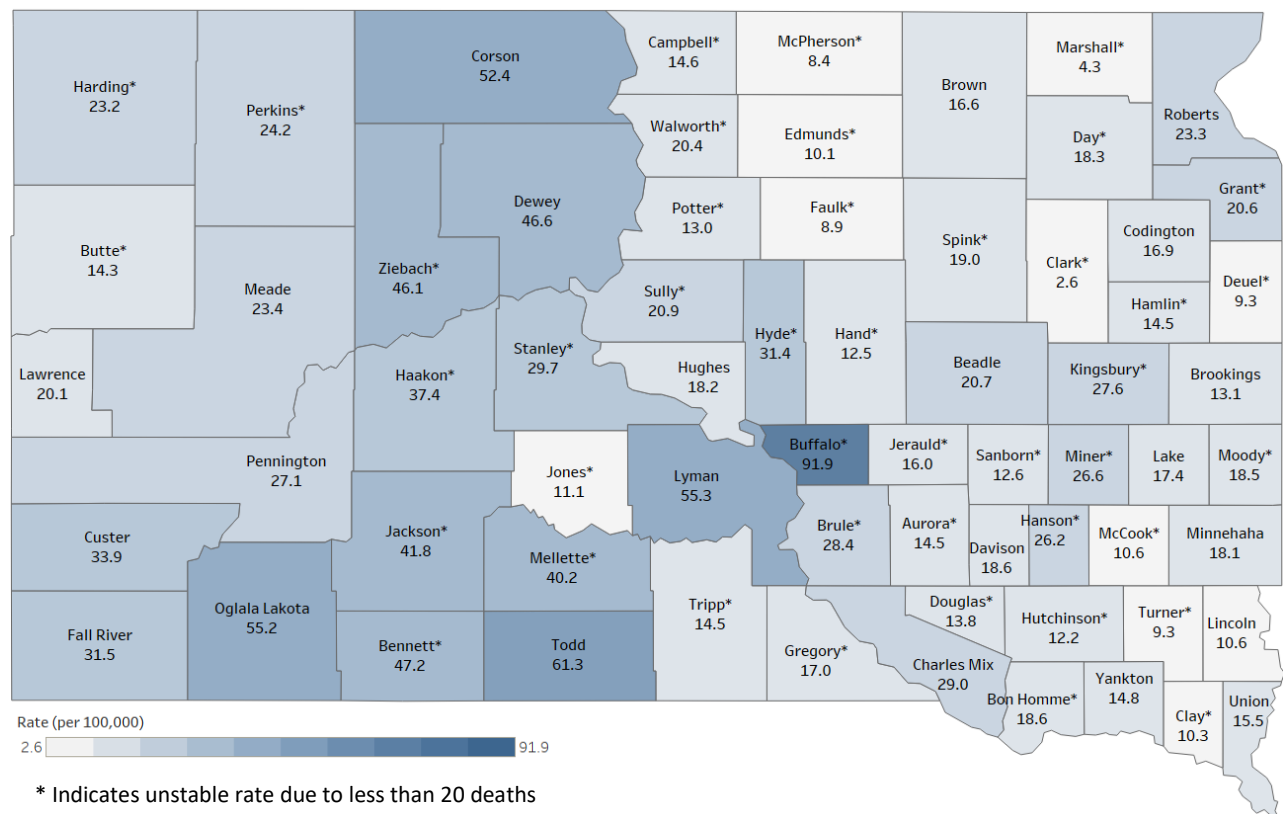 Harding*
23.2
Perkins*
24.2
Corson
52.4
Campbell*
14.6
McPherson*
8.4
Brown
16.6
Marshall*
4.3
Roberts
23.3
Walworth*
20.4
Edmunds*
10.1
Day*
18.3
Grant*
20.6
Butte*
14.3
Meade
23.4
Ziebach*
46.1
Dewey
46.6
Potter*
13.0
Faulk*
8.9
Spink*
19.0
Clark*
2.6
Codington
16.9
Deuel*
9.3
Hamlin*
14.5
Sully*
20.9
Hyde*
31.4
Hand*
12.5
Lawrence
20.1
Haakon*
37.4
Stanley*
29.7
Hughes
18.2
Beadle
20.7
Kingsbury*
27.6
Brookings
13.1
Pennington
27.1
Jones*
11.1
Lyman
55.3
Buffalo*
91.9
Jerauld*
16.0
Sanborn*
12.6
Miner*
26.6
Lake
17.4
Moody*
18.5
Custer
33.9
Jackson*
41.8
Mellette*
40.2
Brule*
28.4
Aurora*
14.5
Davison
18.6
Hanson*
26.2
McCook*
10.6
Minnehaha
18.1
Fall River
31.5
Oglala Lakota
55.2
Bennett*
47.2
Todd
61.3
Tripp*
14.5
Gregory*
17.0
Charles Mix
29.0
Douglas*
13.8
Hutchinson*
12.2
Turner*
9.3
Lincoln
10.6
Bon Homme*
18.6
Yankton
14.8
Clay*
10.3
Union
15.5
Rate (per 100,000)
2.6
91.9
* Indicates unstable rate due to less than 20 deaths